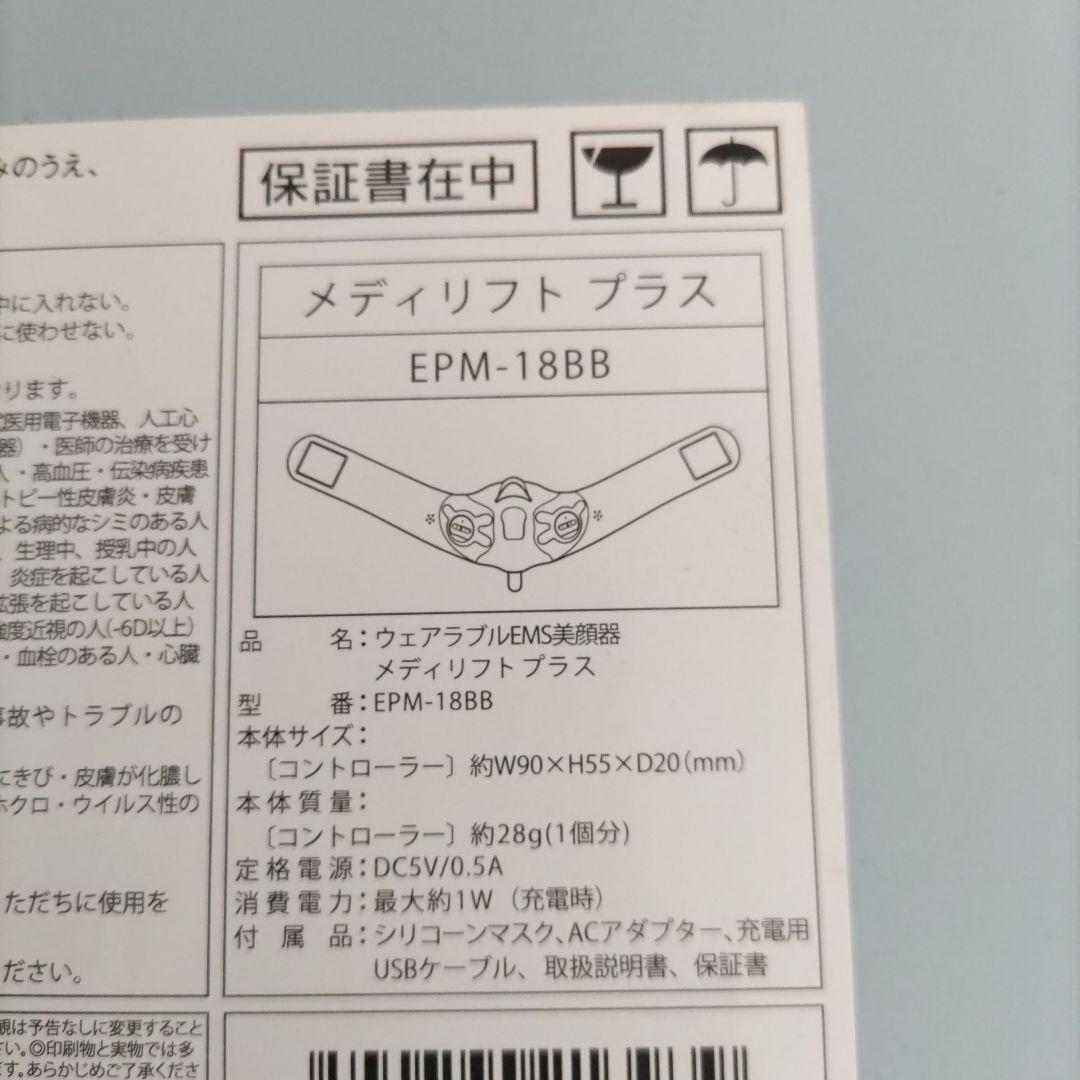 みのうえ、
保証書在中
中に入れない。
に使わせない。
ります。
医用電子機器、人工心
器）・医師の治療を受け
人・高血圧・伝染病疾患
トピー性皮膚炎・皮膚
よる病的なシミのある人
、生理中、授乳中の人
炎症を起こしている人
拡張を起こしている人
強度近視の人(-6D以上)
・血栓のある人・心臓
事故やトラブルの
にきび・皮膚が化膿し
ホクロ・ウイルス性の
ただちに使用を
ださい。
観は予告なしに変更すること
い。◎印刷物と実物では多
す。あらかじめご了承くださ
メディリフト プラス
EPM-18BB
品名：ウェアラブルEMS美顔器
メディリフト プラス
型番：EPM-18BB
本体サイズ：
〔コントローラー〕約W90×H55×D20(mm)
本体質量：
〔コントローラー〕約28g(1個分)
定格電源：DC5V/0.5A
消費電力：最大約1W（充電時）
付属品：シリコーンマスク、ACアダプター、充電用
USBケーブル、取扱説明書、保証書